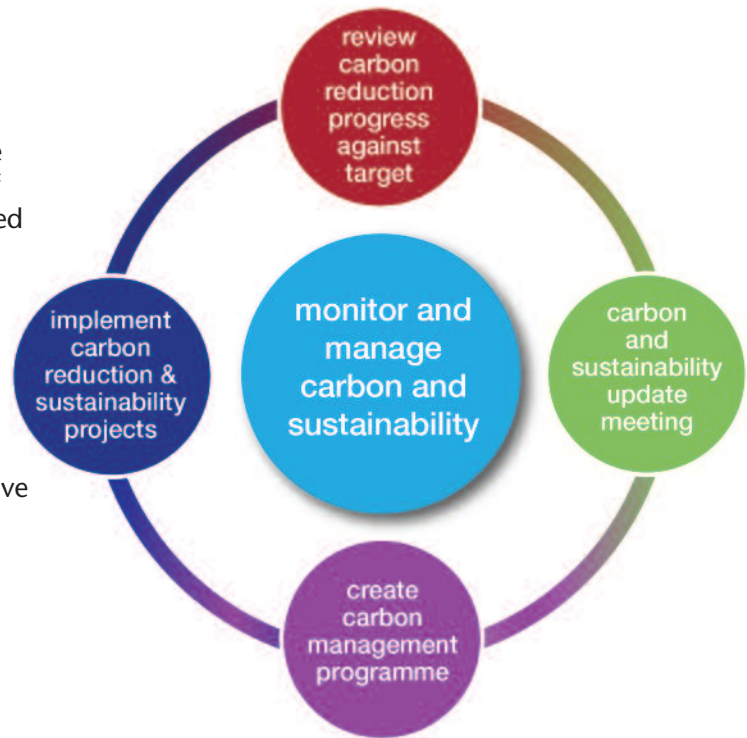 review
carbon
reduction
progress
against
target
ed
implement
carbon
reduction &
sustainability
projects
monitor and
manage
carbon and
sustainability
carbon
and
sustainability
update
meeting
ve
create
carbon
management
programme